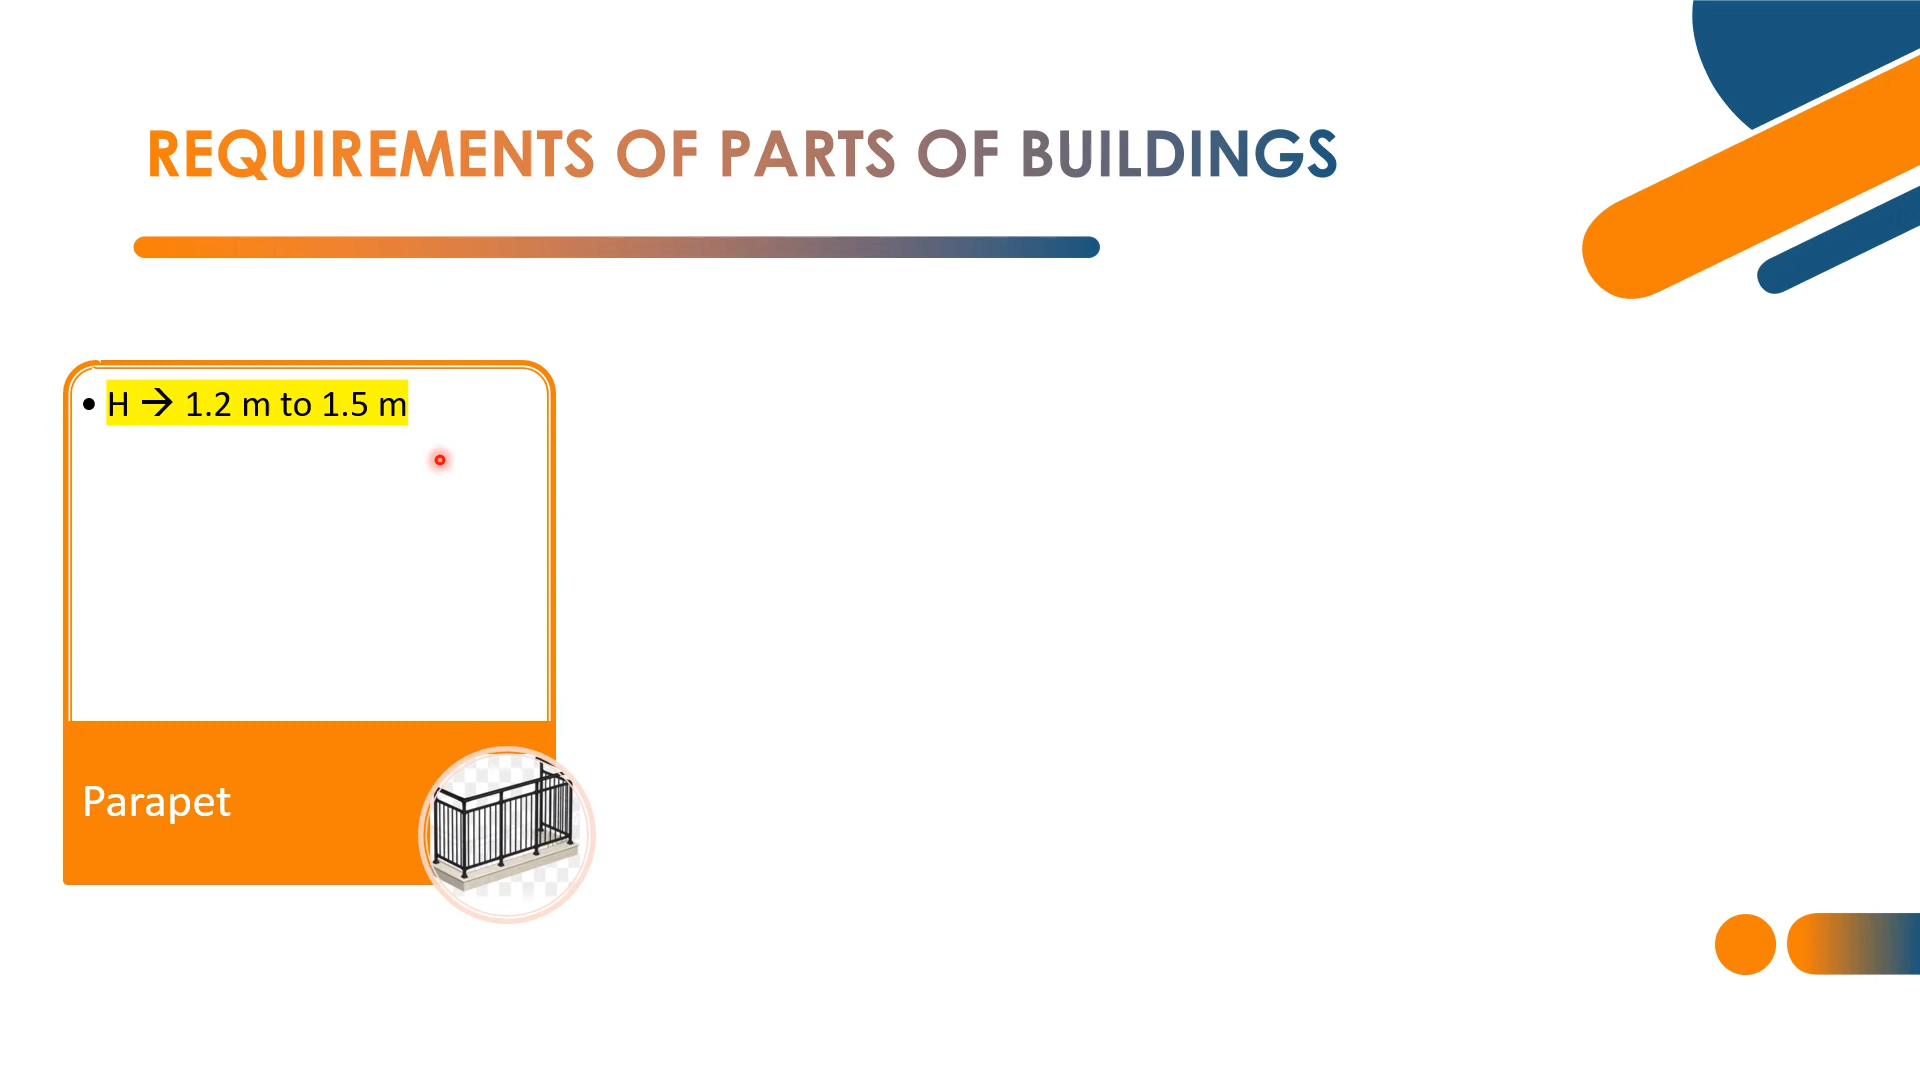 REQUIREMENTS OF PARTS OF BUILDINGS
• H → 1.2 m to 1.5 m
Parapet